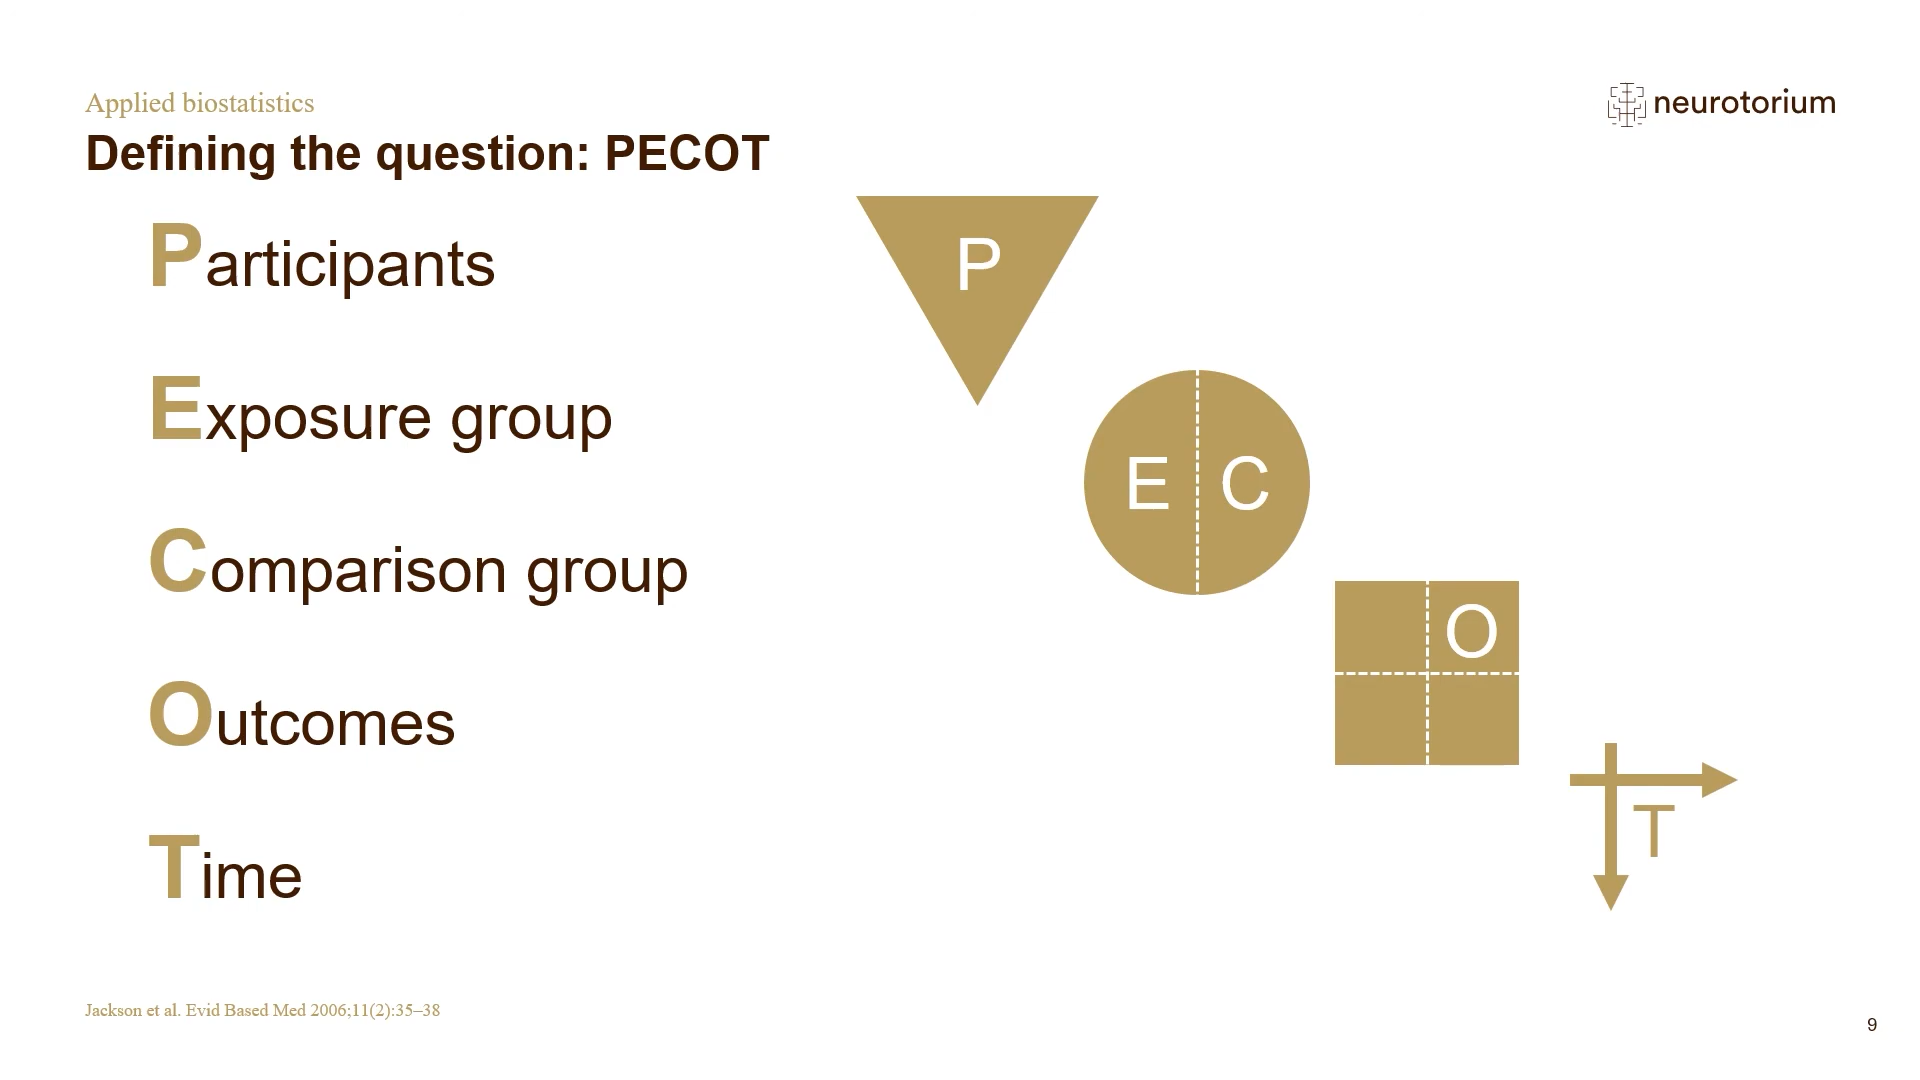 Applied biostatistics
neurotorium
Defining the question: PECOT
Participants
Exposure group
Comparison group
Outcomes
Time
P
E C
O
T
Jackson et al. Evid Based Med 2006;11(2):35–38
9